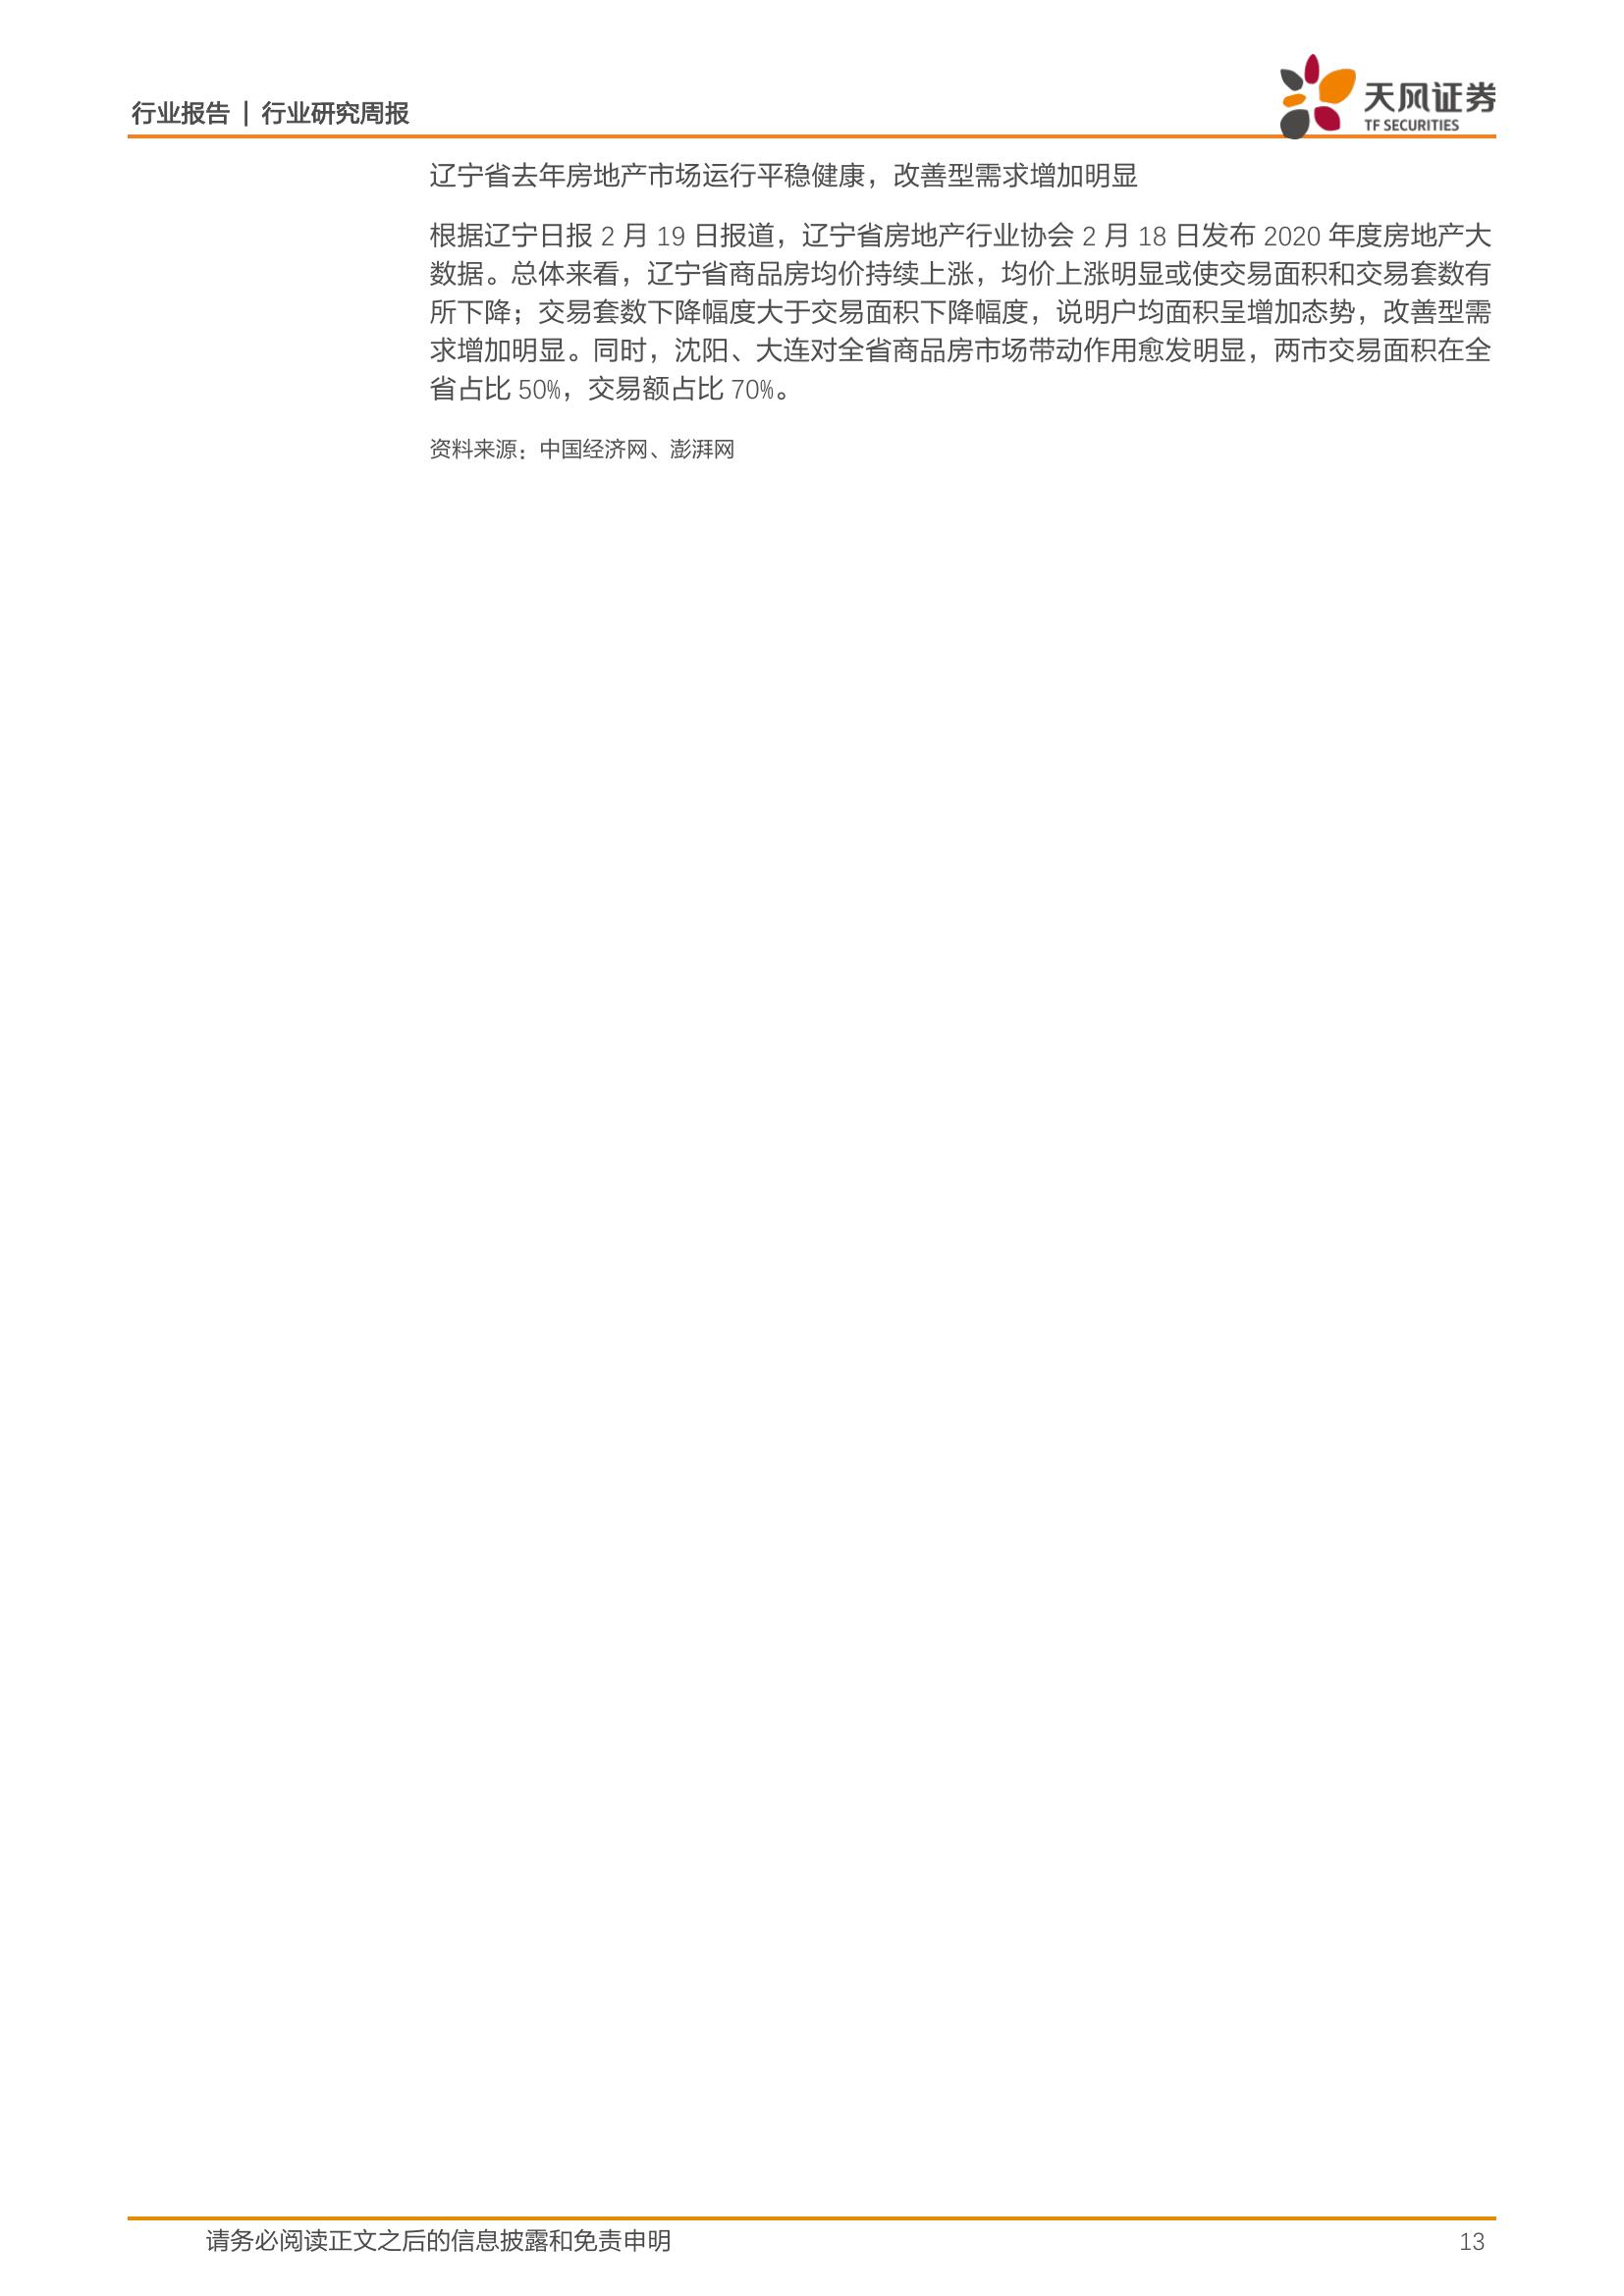 行业报告 | 行业研究周报
天风证券
TF SECURITIES
辽宁省去年房地产市场运行平稳健康，改善型需求增加明显
根据辽宁日报 2 月 19 日报道，辽宁省房地产行业协会 2 月 18 日发布 2020 年度房地产大
数据。总体来看，辽宁省商品房均价持续上涨，均价上涨明显或使交易面积和交易套数有
所下降；交易套数下降幅度大于交易面积下降幅度，说明户均面积呈增加态势，改善型需
求增加明显。同时，沈阳、大连对全省商品房市场带动作用愈发明显，两市交易面积在全
省占比 50%，交易额占比 70%。
资料来源：中国经济网、澎湃网
请务必阅读正文之后的信息披露和免责申明
13